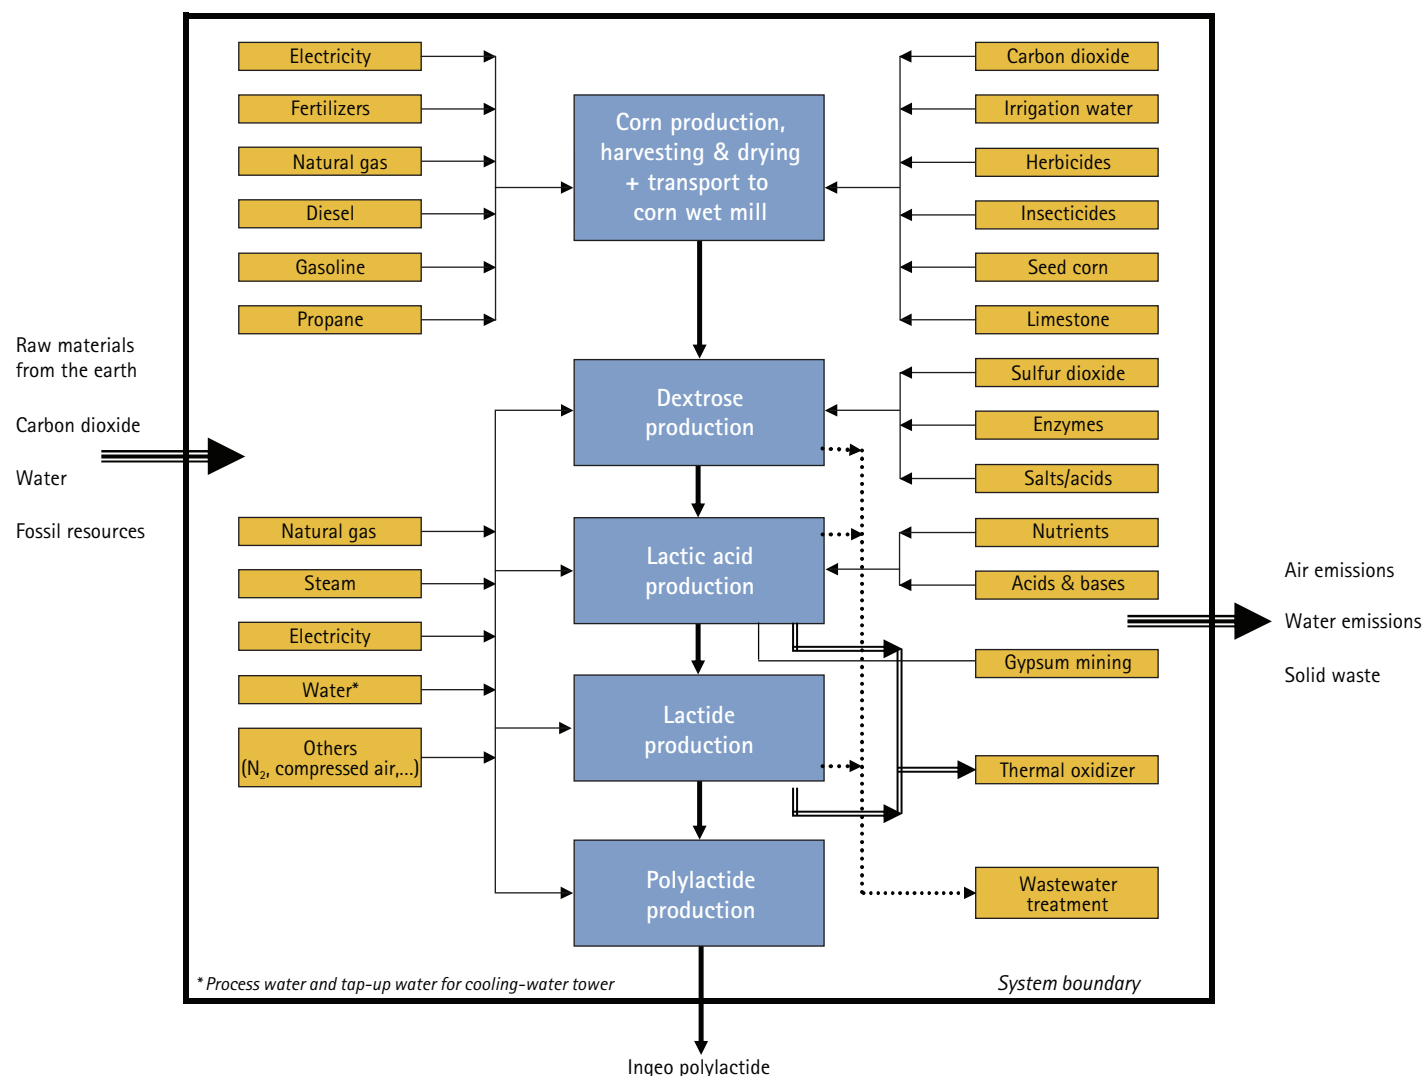 Electricity
Fertilizers
Natural gas
Diesel
Gasoline
Propane
Corn production,
harvesting & drying
+ transport to
corn wet mill
Carbon dioxide
Irrigation water
Herbicides
Insecticides
Seed corn
Limestone
Raw materials
from the earth
Carbon dioxide
Water
Fossil resources
Dextrose
production
Sulfur dioxide
Enzymes
Salts/acids
Natural gas
Steam
Electricity
Water*
Others
(N₂, compressed air,...)
Lactic acid
production
Nutrients
Acids & bases
Gypsum mining
Lactide
production
Thermal oxidizer
Polylactide
production
Wastewater
treatment
Air emissions
Water emissions
Solid waste
* Process water and tap-up water for cooling-water tower
System boundary
Ingeo polylactide